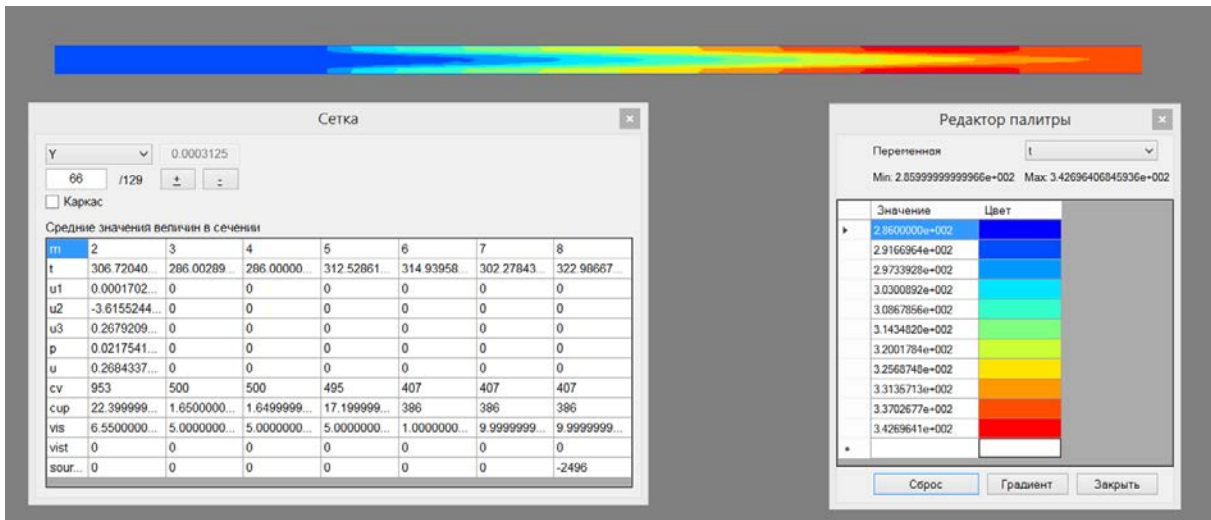 Сетка
Y 0.0003125
66 /129 + -
Каркас
Средние значения величин в сечении
m 2 3 4 5 6 7 8
t 306.72040... 286.00289... 286.00000... 312.52861... 314.93958... 302.27843... 322.98667...
u1 0.0001702... 0 0 0 0 0 0
u2 -3.6155244... 0 0 0 0 0 0
u3 0.2679209... 0 0 0 0 0 0
p 0.0217541... 0 0 0 0 0 0
u 0.2684337... 0 0 0 0 0 0
cv 953 500 500 495 407 407 407
cup 22.399999... 1.6500000... 1.6499999... 17.199999... 386 386 386
vis 6.5500000... 5.0000000... 5.0000000... 5.0000000... 1.0000000... 9.9999999... 9.9999999...
vist 0 0 0 0 0 0 0
sour... 0 0 0 0 0 0 -2496
Редактор палитры
Переменная t
Min: 2.85999999999966e+002 Max: 3.42696406845936e+002
Значение Цвет
2.8600000e+002
2.9166964e+002
2.9733928e+002
3.0300892e+002
3.0867856e+002
3.1434820e+002
3.2001784e+002
3.2568748e+002
3.3135713e+002
3.3702677e+002
3.4269641e+002
Сброс Градиент Закрыть